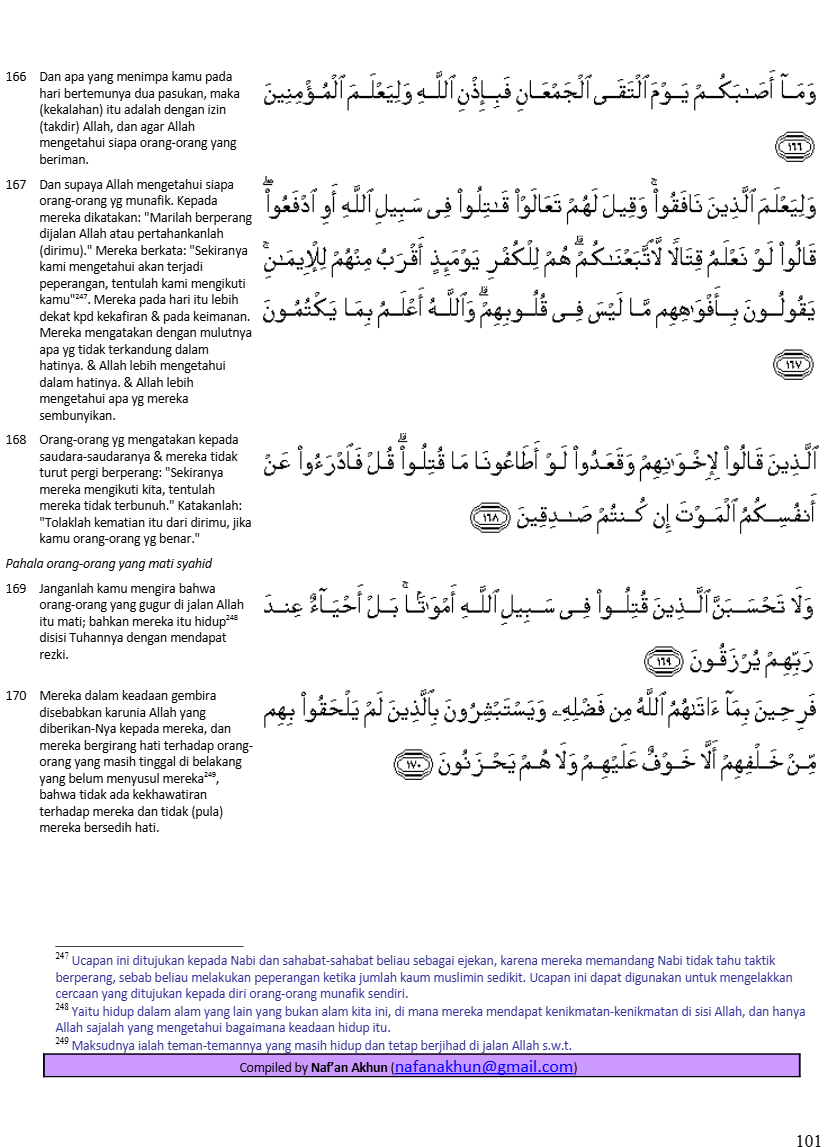 166 Dan apa yang menimpa kamu pada
hari bertemunya dua pasukan, maka
(kekalahan) itu adalah dengan izin
(takdir) Allah, dan agar Allah
mengetahui siapa orang-orang yang
beriman.
وَمَآ أَصَـٰبَكُمْ يَوْمَ ٱلْتَقَى ٱلْجَمْعَانِ فَبِإِذْنِ ٱللَّهِ وَلِيَعْلَمَ ٱلْمُؤْمِنِينَ
١٦٦
167 Dan supaya Allah mengetahui siapa
orang-orang yg munafik. Kepada
mereka dikatakan: "Marilah berperang
dijalan Allah atau pertahankanlah
(dirimu)." Mereka berkata: "Sekiranya
kami mengetahui akan terjadi
peperangan, tentulah kami mengikuti
kamu"²⁴⁷. Mereka pada hari itu lebih
dekat kpd kekafiran & pada keimanan.
Mereka mengatakan dengan mulutnya
apa yg tidak terkandung dalam
hatinya. & Allah lebih mengetahui
dalam hatinya. & Allah lebih
mengetahui apa yg mereka
sembunyikan.
وَلِيَعْلَمَ ٱلَّذِينَ نَافَقُوا۟ ۚ وَقِيلَ لَهُمْ تَعَالَوْا۟ قَـٰتِلُوا۟ فِى سَبِيلِ ٱللَّهِ أَوِ ٱدْفَعُوا۟ ۖ
قَالُوا۟ لَوْ نَعْلَمُ قِتَالًا لَّٱتَّبَعْنَـٰكُمْ ۗ هُمْ لِلْكُفْرِ يَوْمَئِذٍ أَقْرَبُ مِنْهُمْ لِلْإِيمَـٰنِ ۚ
يَقُولُونَ بِأَفْوَٰهِهِم مَّا لَيْسَ فِى قُلُوبِهِمْ ۗ وَٱللَّهُ أَعْلَمُ بِمَا يَكْتُمُونَ
١٦٧
168 Orang-orang yg mengatakan kepada
saudara-saudaranya & mereka tidak
turut pergi berperang: "Sekiranya
mereka mengikuti kita, tentulah
mereka tidak terbunuh." Katakanlah:
"Tolaklah kematian itu dari dirimu, jika
kamu orang-orang yg benar."
ٱلَّذِينَ قَالُوا۟ لِإِخْوَٰنِهِمْ وَقَعَدُوا۟ لَوْ أَطَاعُونَا مَا قُتِلُوا۟ ۗ قُلْ فَٱدْرَءُوا۟ عَنْ
أَنفُسِكُمُ ٱلْمَوْتَ إِن كُنتُمْ صَـٰدِقِينَ ١٦٨
Pahala orang-orang yang mati syahid
169 Janganlah kamu mengira bahwa
orang-orang yang gugur di jalan Allah
itu mati; bahkan mereka itu hidup²⁴⁸
disisi Tuhannya dengan mendapat
rezki.
وَلَا تَحْسَبَنَّ ٱلَّذِينَ قُتِلُوا۟ فِى سَبِيلِ ٱللَّهِ أَمْوَٰتًۢا ۚ بَلْ أَحْيَآءٌ عِندَ
رَبِّهِمْ يُرْزَقُونَ ١٦٩
170 Mereka dalam keadaan gembira
disebabkan karunia Allah yang
diberikan-Nya kepada mereka, dan
mereka bergirang hati terhadap orang-
orang yang masih tinggal di belakang
yang belum menyusul mereka²⁴⁹,
bahwa tidak ada kekhawatiran
terhadap mereka dan tidak (pula)
mereka bersedih hati.
فَرِحِينَ بِمَآ ءَاتَىٰهُمُ ٱللَّهُ مِن فَضْلِهِۦ وَيَسْتَبْشِرُونَ بِٱلَّذِينَ لَمْ يَلْحَقُوا۟ بِهِم
مِّنْ خَلْفِهِمْ أَلَّا خَوْفٌ عَلَيْهِمْ وَلَا هُمْ يَحْزَنُونَ ١٧٠
²⁴⁷ Ucapan ini ditujukan kepada Nabi dan sahabat-sahabat beliau sebagai ejekan, karena mereka memandang Nabi tidak tahu taktik
berperang, sebab beliau melakukan peperangan ketika jumlah kaum muslimin sedikit. Ucapan ini dapat digunakan untuk mengelakkan
cercaan yang ditujukan kepada diri orang-orang munafik sendiri.
²⁴⁸ Yaitu hidup dalam alam yang lain yang bukan alam kita ini, di mana mereka mendapat kenikmatan-kenikmatan di sisi Allah, dan hanya
Allah sajalah yang mengetahui bagaimana keadaan hidup itu.
²⁴⁹ Maksudnya ialah teman-temannya yang masih hidup dan tetap berjihad di jalan Allah s.w.t.
Compiled by Naf'an Akhun (nafanakhun@gmail.com)
101